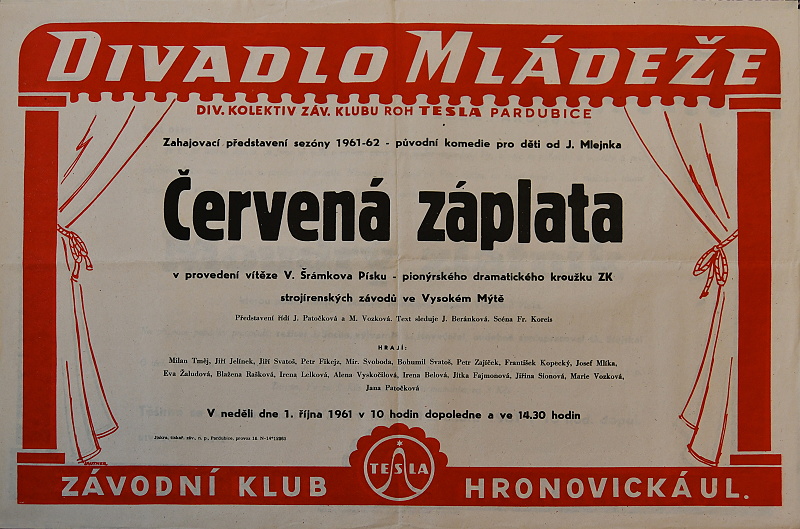 DIVADLO MLÁDEŽE
DIV. KOLEKTIV ZÁV. KLUBU ROH TESLA PARDUBICE
Zahajovací představení sezóny 1961-62 - původní komedie pro děti od J. Mlejnka
Červená záplata
v provedení vítěze V. Šrámkova Písku - pionýrského dramatického kroužku ZK
strojírenských závodů ve Vysokém Mýtě
Představení řídí J. Patočková a M. Vozková. Text sleduje J. Beránková. Scéna Fr. Koreis
HRAJÍ:
Milan Tměj, Jiří Jelínek, Jiří Svatoš, Petr Fikejz, Mir. Svoboda, Bohumil Svatoš, Petr Zajíček, František Kopecký, Josef Mlíka,
Eva Žaludová, Blažena Rašková, Irena Lelková, Alena Vyskočilová, Irena Belová, Jitka Fajmonová, Jiřina Sionová, Marie Vozková,
Jana Patočková
V neděli dne 1. října 1961 v 10 hodin dopoledne a ve 14.30 hodin
záv., n. p., Pardubice, provoz
TESLA
ZÁVODNÍ KLUB HRONOVICKÁ UL.